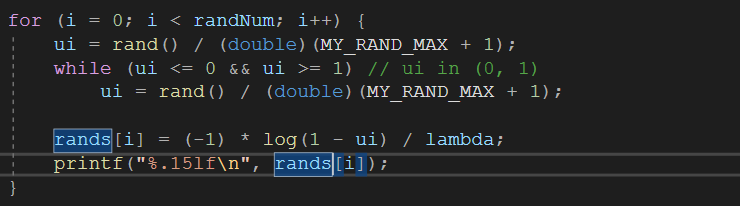 for (i = 0; i < randNum; i++) {
    ui = rand() / (double)(MY_RAND_MAX + 1);
    while (ui <= 0 && ui >= 1) // ui in (0, 1)
        ui = rand() / (double)(MY_RAND_MAX + 1);

    rands[i] = (-1) * log(1 - ui) / lambda;
    printf("%.15lf\n", rands[i]);
}